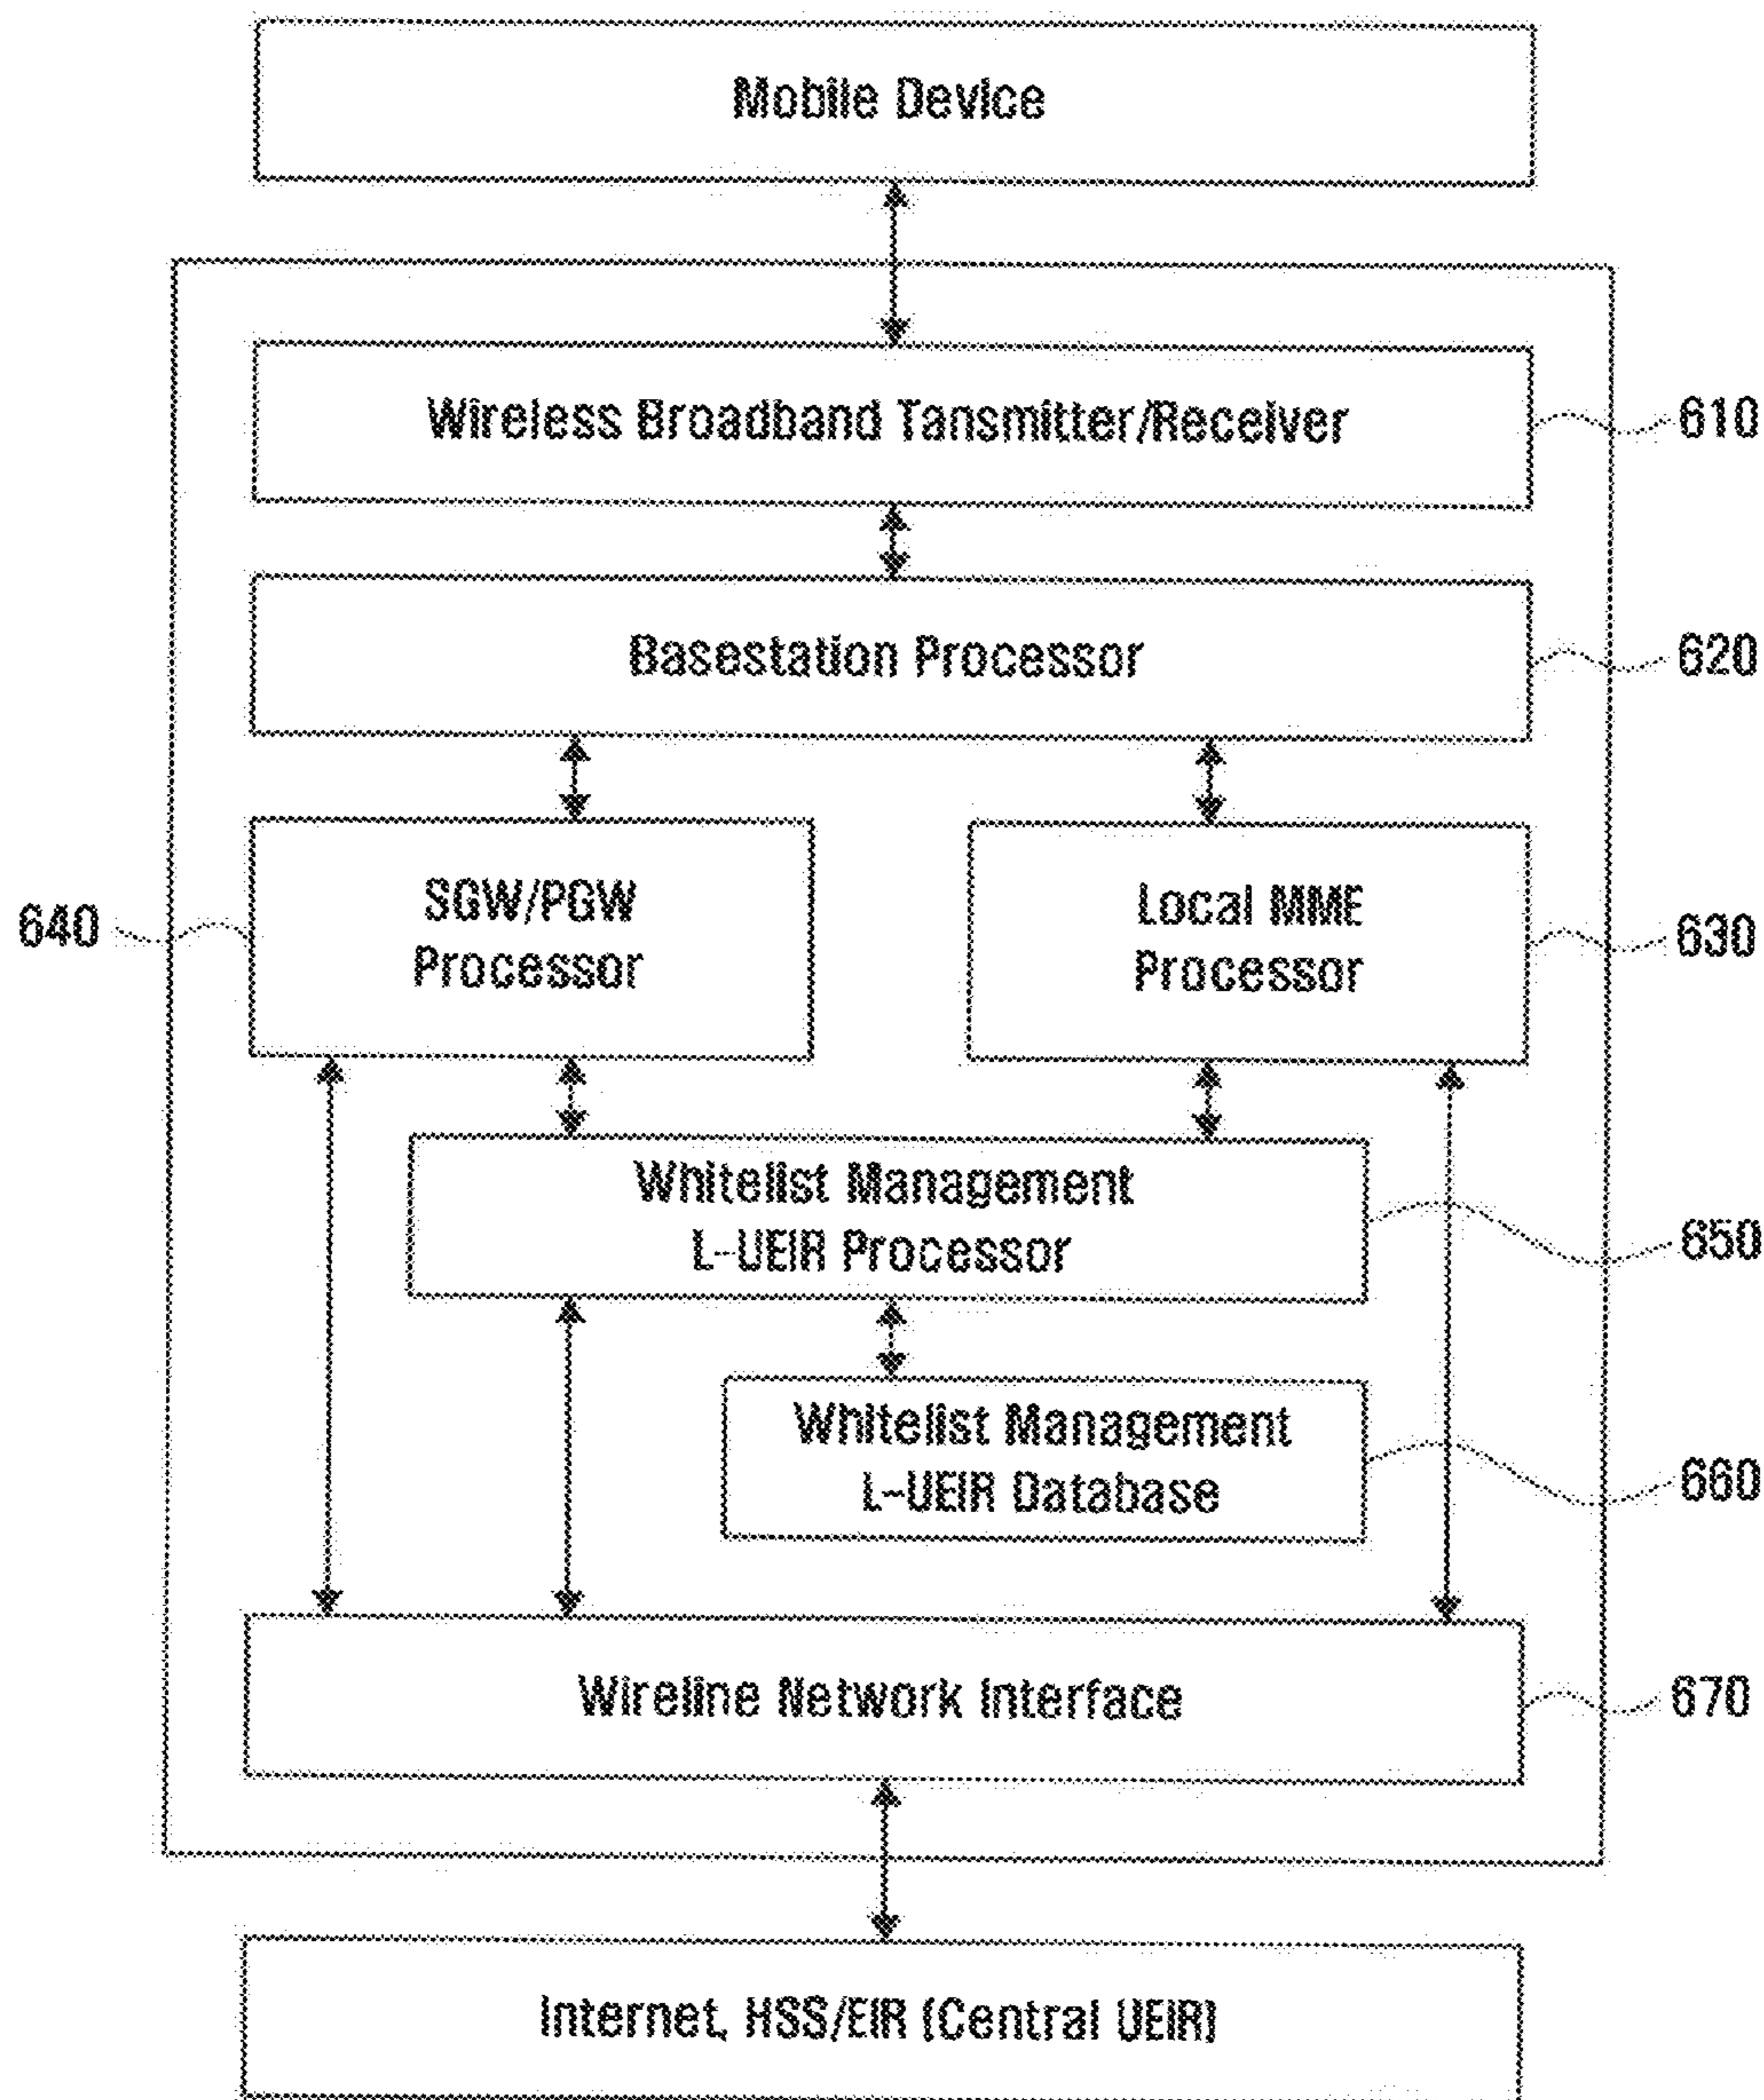 Mobile Device
Wireless Broadband Tansmitter/Receiver
610
Basestation Processor
620
SGW/PGW
Processor
640
Local MME
Processor
630
Whitelist Management
L-UEIR Processor
650
Whitelist Management
L-UEIR Database
660
Wireline Network Interface
670
Internet, HSS/EIR (Central UEIR)